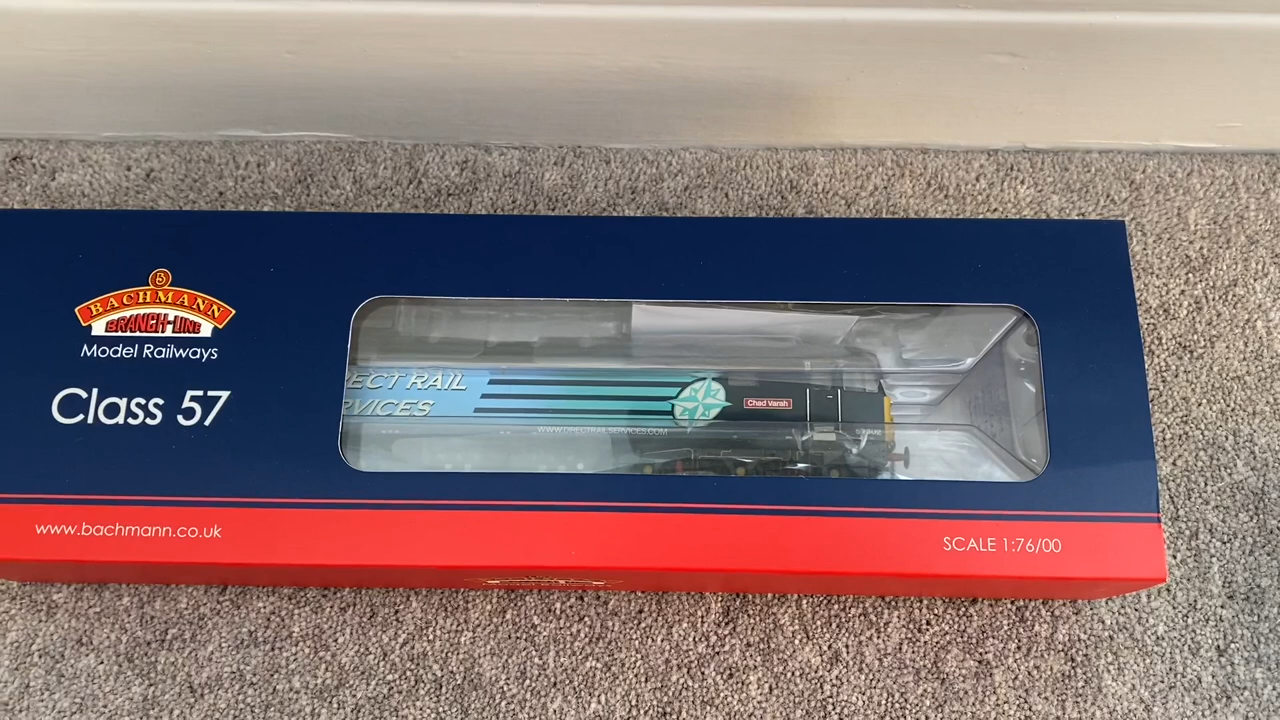 B
BACHMANN
BRANCH-LINE
Model Railways
Class 57
ECT RAIL
RVICES
Chad Varah
WWW.DIRECTRAILSERVICES.COM
www.bachmann.co.uk
SCALE 1:76/00